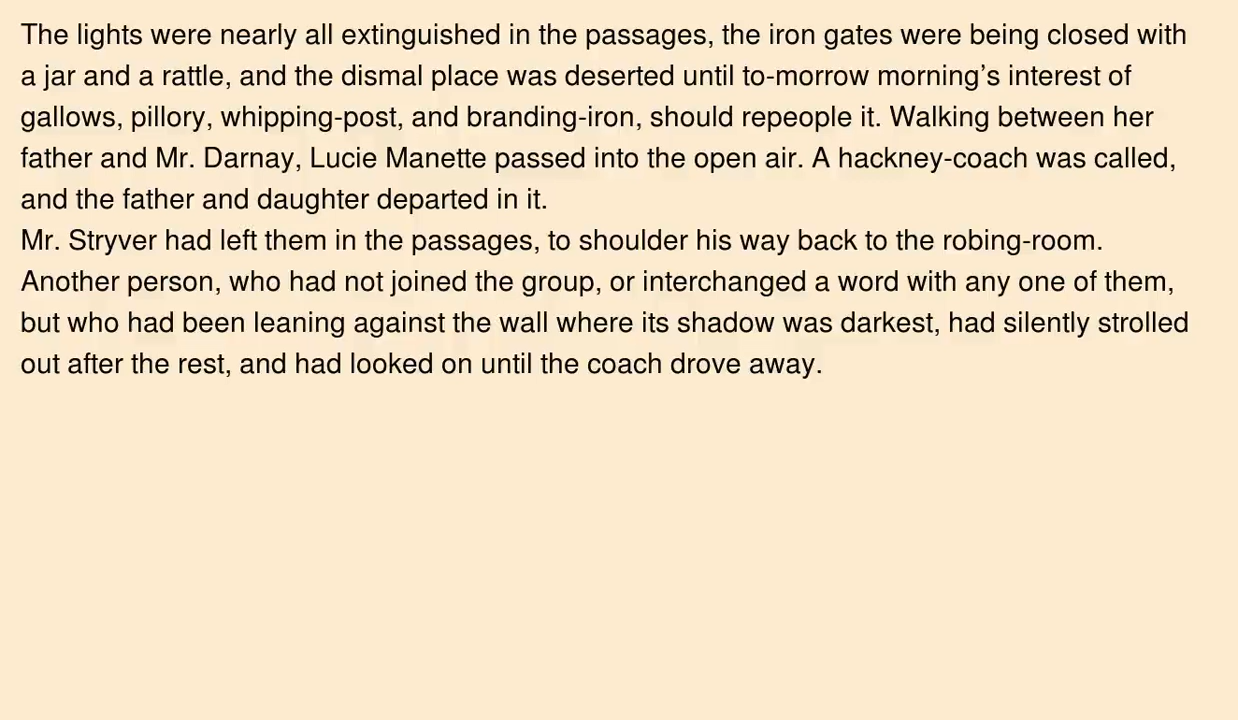 The lights were nearly all extinguished in the passages, the iron gates were being closed with
a jar and a rattle, and the dismal place was deserted until to-morrow morning’s interest of
gallows, pillory, whipping-post, and branding-iron, should repeople it. Walking between her
father and Mr. Darnay, Lucie Manette passed into the open air. A hackney-coach was called,
and the father and daughter departed in it.
Mr. Stryver had left them in the passages, to shoulder his way back to the robing-room.
Another person, who had not joined the group, or interchanged a word with any one of them,
but who had been leaning against the wall where its shadow was darkest, had silently strolled
out after the rest, and had looked on until the coach drove away.